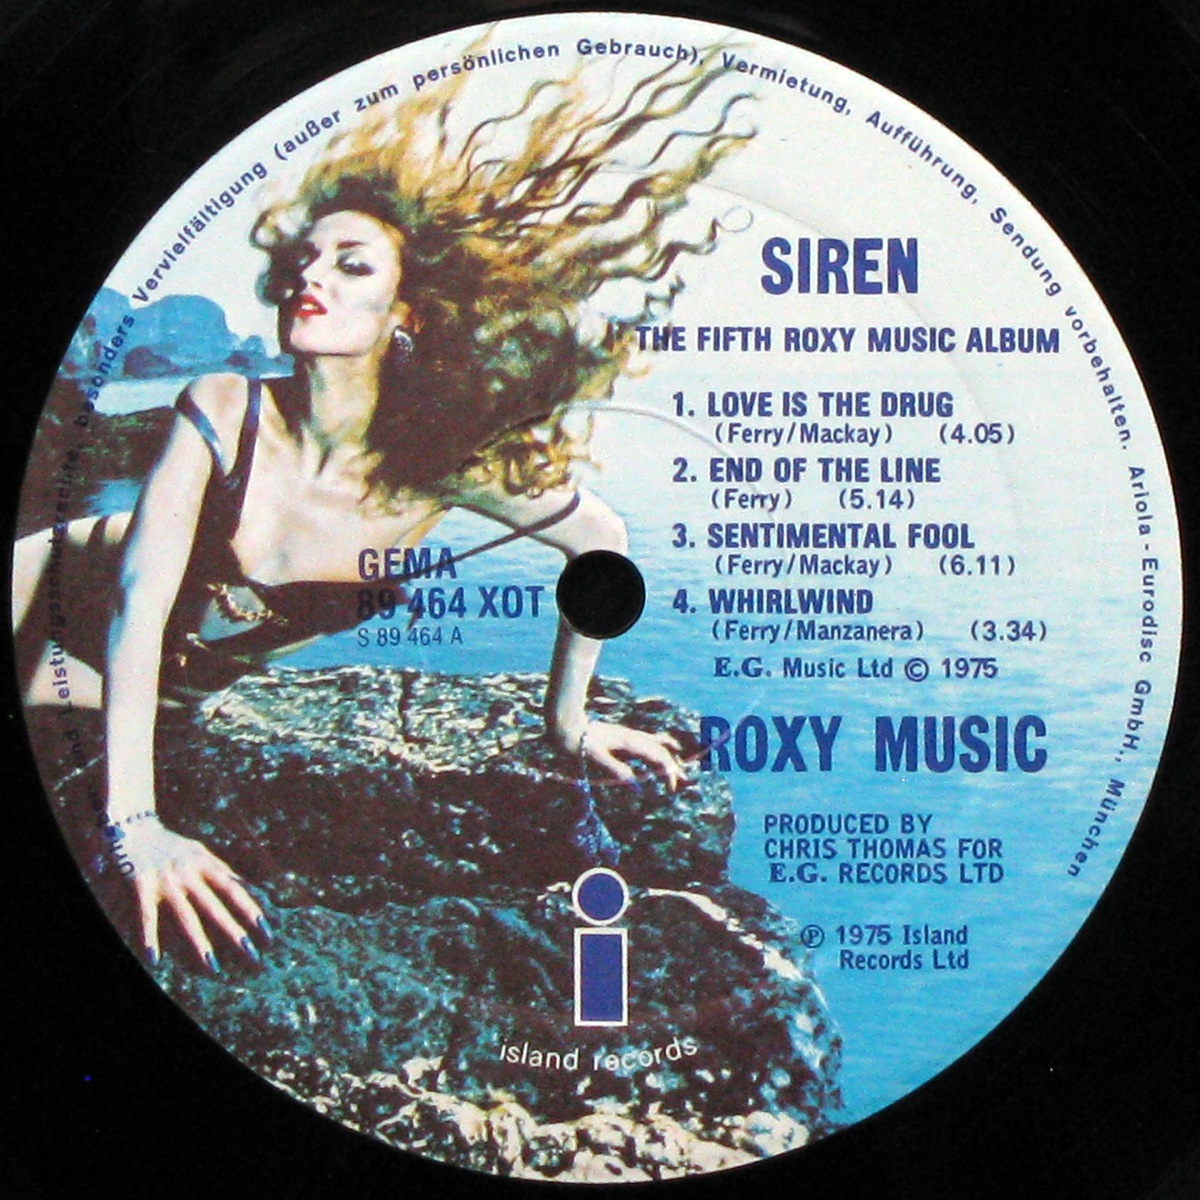 Urheber- und Leistungsschutzrechte, besonders Vervielfältigung (außer zum persönlichen Gebrauch), Vermietung, Aufführung, Sendung vorbehalten. Ariola-Eurodisc GmbH., München
SIREN
THE FIFTH ROXY MUSIC ALBUM
1. LOVE IS THE DRUG
(Ferry/Mackay) (4.05)
2. END OF THE LINE
(Ferry) (5.14)
3. SENTIMENTAL FOOL
(Ferry/Mackay) (6.11)
4. WHIRLWIND
(Ferry/Manzanera) (3.34)
E.G. Music Ltd © 1975
GEMA
89 464 XOT
S 89 464 A
ROXY MUSIC
PRODUCED BY
CHRIS THOMAS FOR
E.G. RECORDS LTD
℗ 1975 Island
Records Ltd
i
island records